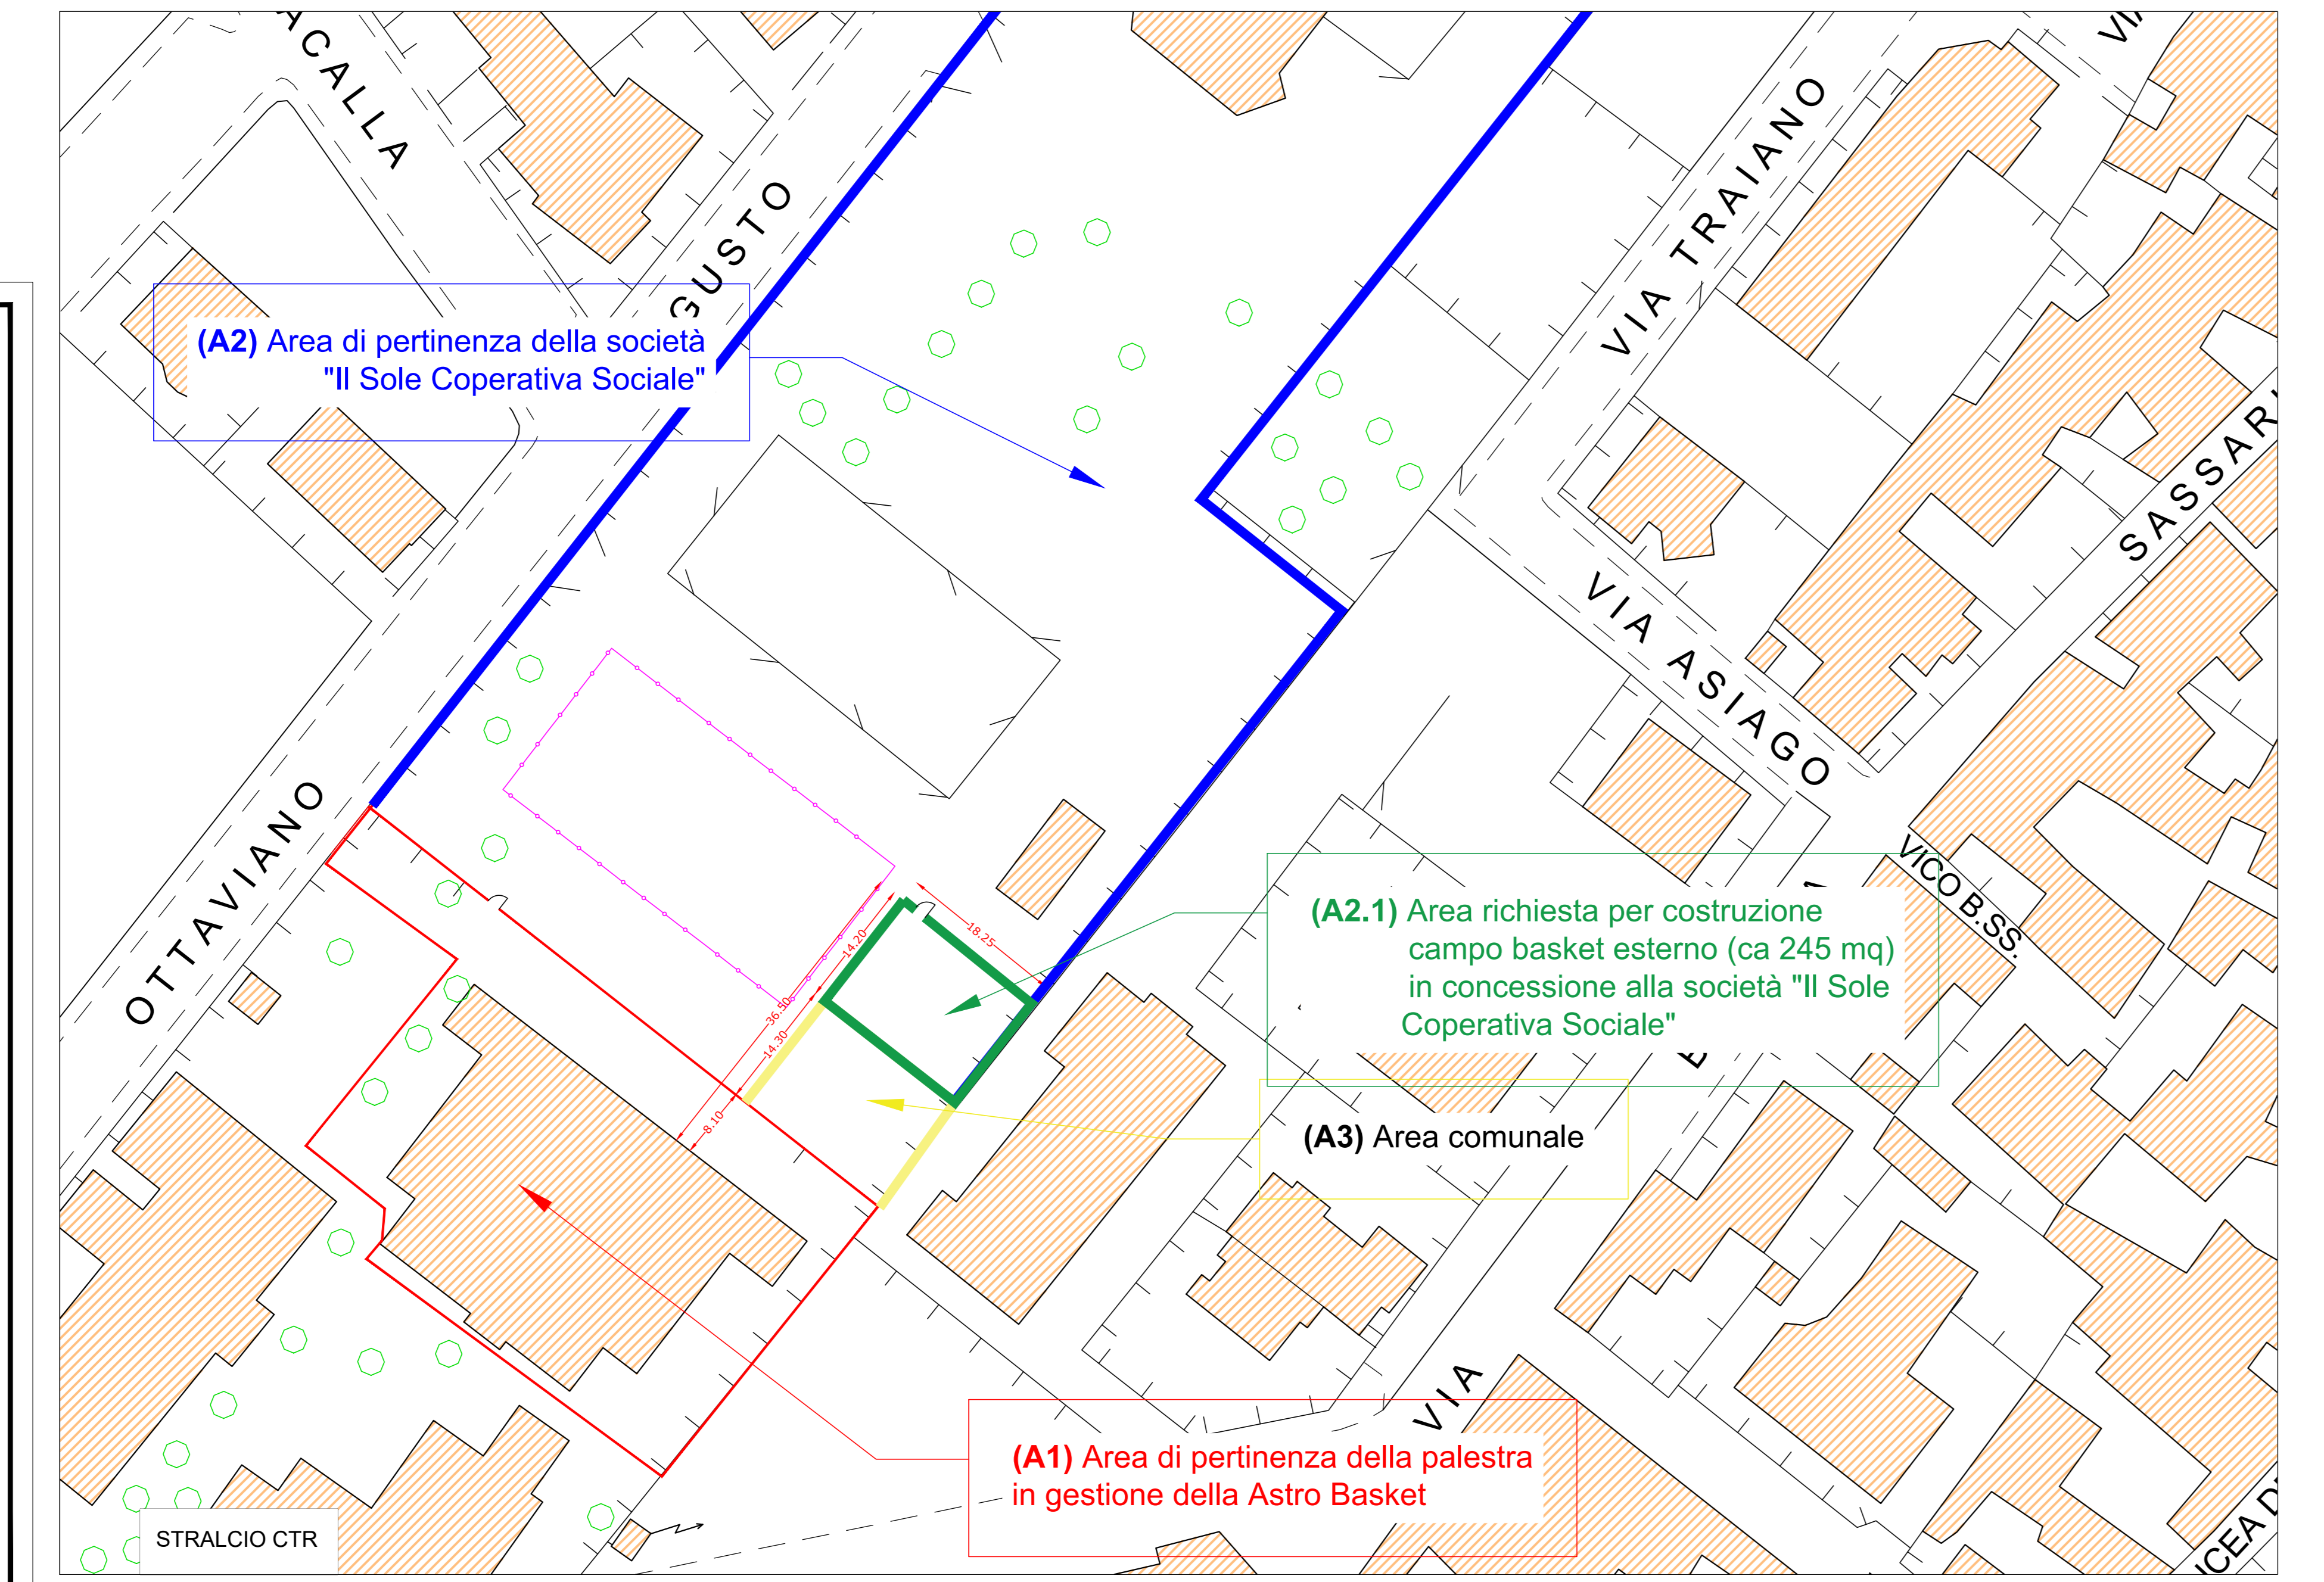 ACALLA
GUSTO
VIA TRAIANO
(A2) Area di pertinenza della società
"Il Sole Coperativa Sociale"
SASSARI
VIA ASIAGO
OTTAVIANO
VICO B.SS.
18.25
14.20
36.50
14.30
8.10
(A2.1) Area richiesta per costruzione
campo basket esterno (ca 245 mq)
in concessione alla società "Il Sole
Coperativa Sociale"
(A3) Area comunale
VIA
(A1) Area di pertinenza della palestra
in gestione della Astro Basket
STRALCIO CTR